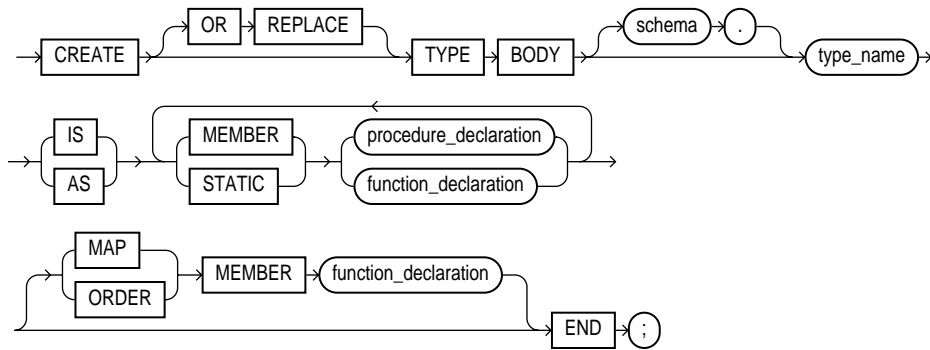 OR REPLACE schema .
CREATE TYPE BODY type_name
IS MEMBER procedure_declaration
AS STATIC function_declaration
MAP
MEMBER function_declaration
ORDER
END ;